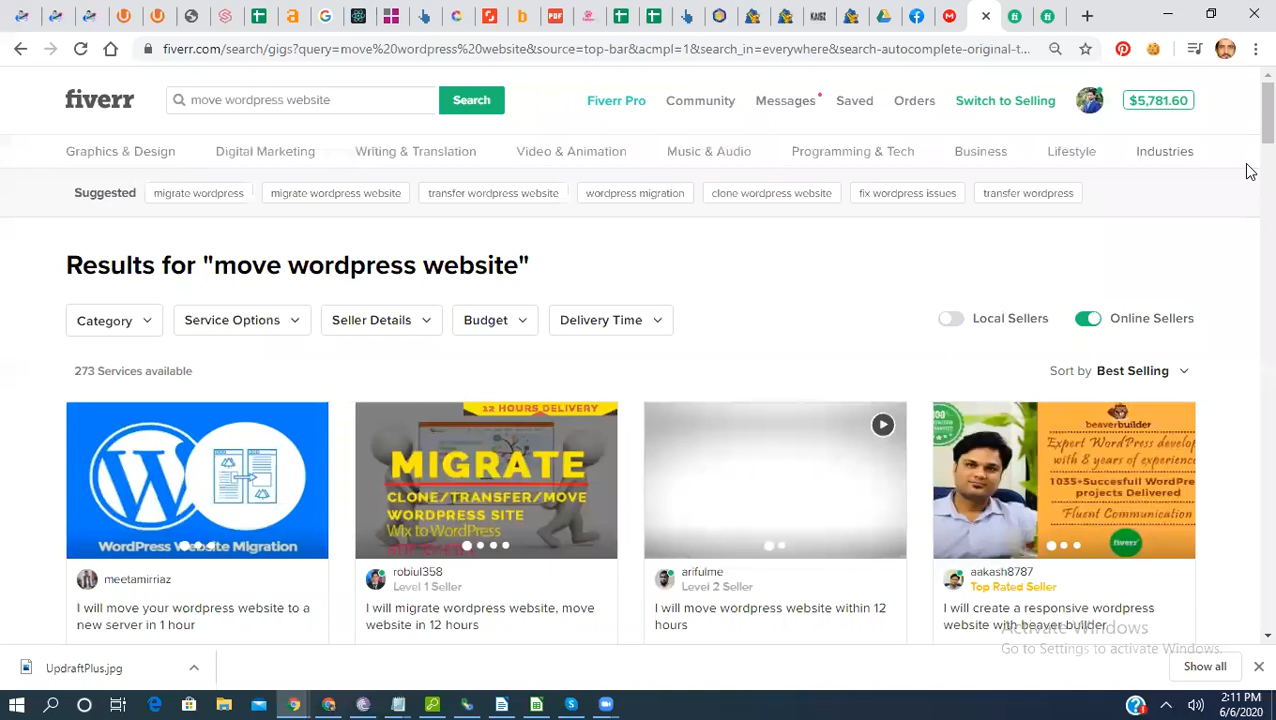 fiverr.com/search/gigs?query=move%20wordpress%20website&source=top-bar&acmpl=1&search_in=everywhere&search-autocomplete-original-t...
fiverr
move wordpress website
Search
Fiverr Pro
Community
Messages
Saved
Orders
Switch to Selling
$5,781.60
Graphics & Design
Digital Marketing
Writing & Translation
Video & Animation
Music & Audio
Programming & Tech
Business
Lifestyle
Industries
Suggested
migrate wordpress
migrate wordpress website
transfer wordpress website
wordpress migration
clone wordpress website
fix wordpress issues
transfer wordpress
Results for "move wordpress website"
Category
Service Options
Seller Details
Budget
Delivery Time
Local Sellers
Online Sellers
273 Services available
Sort by Best Selling
WordPress Website Migration
meetamirriaz
I will move your wordpress website to a
new server in 1 hour
12 HOURS DELIVERY
MIGRATE
CLONE/TRANSFER/MOVE
WORDPRESS SITE
Wix to WordPress
robiul358
Level 1 Seller
I will migrate wordpress website, move
website in 12 hours
arifulme
Level 2 Seller
I will move wordpress website within 12
hours
100%
beaverbuilder
Expert WordPress develop
with 8 years of experience
1035+Succesfull WordPre
projects Delivered
Fluent Communication
fiverr
aakash8787
Top Rated Seller
I will create a responsive wordpress
website with beaver builder
Activate Windows
Go to Settings to activate Windows.
UpdraftPlus.jpg
Show all
2:11 PM
6/6/2020